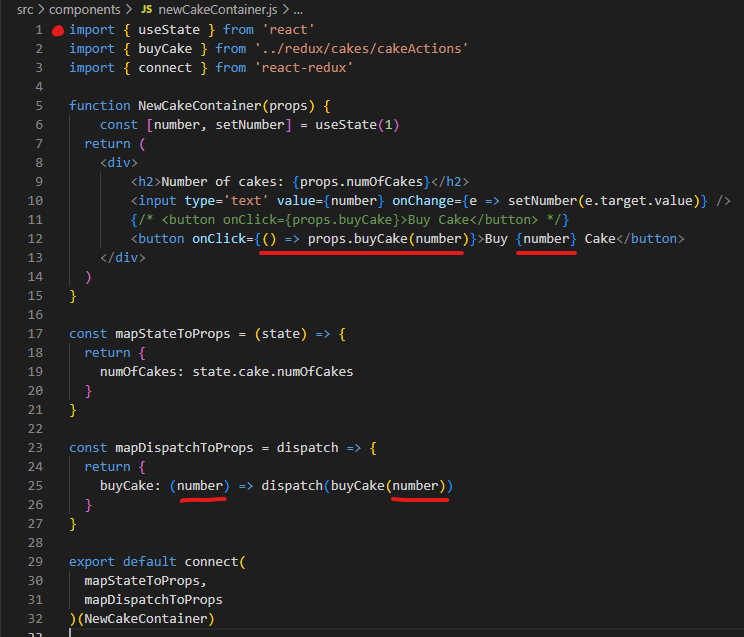 src > components > JS newCakeContainer.js > ...
1 import { useState } from 'react'
2 import { buyCake } from '../redux/cakes/cakeActions'
3 import { connect } from 'react-redux'
4
5 function NewCakeContainer(props) {
6     const [number, setNumber] = useState(1)
7   return (
8     <div>
9         <h2>Number of cakes: {props.numOfCakes}</h2>
10         <input type='text' value={number} onChange={e => setNumber(e.target.value)} />
11         {/* <button onClick={props.buyCake}>Buy Cake</button> */}
12         <button onClick={() => props.buyCake(number)}>Buy {number} Cake</button>
13     </div>
14   )
15 }
16
17 const mapStateToProps = (state) => {
18   return {
19     numOfCakes: state.cake.numOfCakes
20   }
21 }
22
23 const mapDispatchToProps = dispatch => {
24   return {
25     buyCake: (number) => dispatch(buyCake(number))
26   }
27 }
28
29 export default connect(
30   mapStateToProps,
31   mapDispatchToProps
32 )(NewCakeContainer)
33